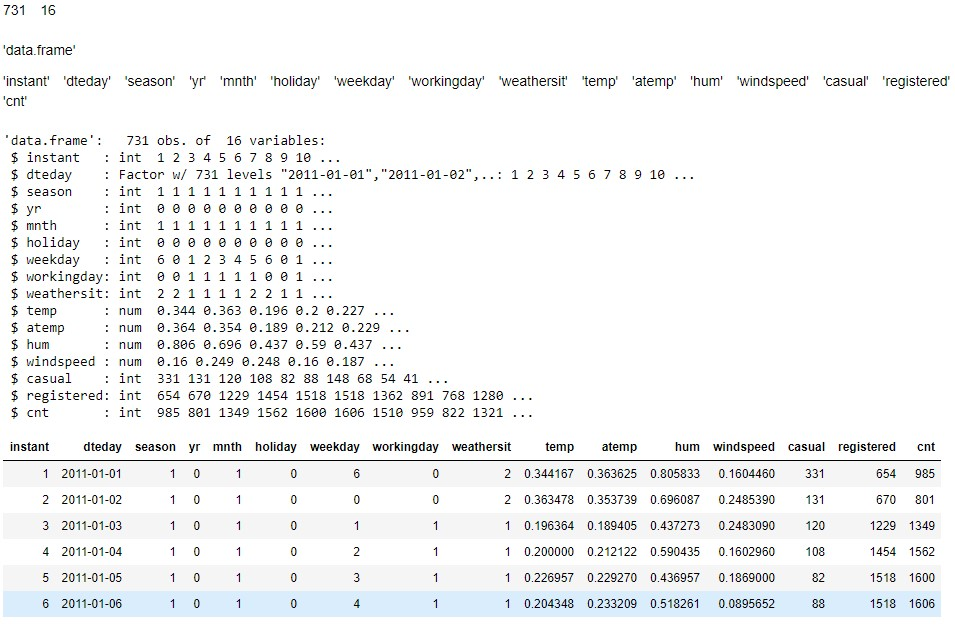 731 16
'data.frame'
'instant' 'dteday' 'season' 'yr' 'mnth' 'holiday' 'weekday' 'workingday' 'weathersit' 'temp' 'atemp' 'hum' 'windspeed' 'casual' 'registered'
'cnt'
'data.frame':   731 obs. of  16 variables:
 $ instant   : int  1 2 3 4 5 6 7 8 9 10 ...
 $ dteday    : Factor w/ 731 levels "2011-01-01","2011-01-02",..: 1 2 3 4 5 6 7 8 9 10 ...
 $ season    : int  1 1 1 1 1 1 1 1 1 1 ...
 $ yr        : int  0 0 0 0 0 0 0 0 0 0 ...
 $ mnth      : int  1 1 1 1 1 1 1 1 1 1 ...
 $ holiday   : int  0 0 0 0 0 0 0 0 0 0 ...
 $ weekday   : int  6 0 1 2 3 4 5 6 0 1 ...
 $ workingday: int  0 0 1 1 1 1 1 0 0 1 ...
 $ weathersit: int  2 2 1 1 1 1 2 2 1 1 ...
 $ temp      : num  0.344 0.363 0.196 0.2 0.227 ...
 $ atemp     : num  0.364 0.354 0.189 0.212 0.229 ...
 $ hum       : num  0.806 0.696 0.437 0.59 0.437 ...
 $ windspeed : num  0.16 0.249 0.248 0.16 0.187 ...
 $ casual    : int  331 131 120 108 82 88 148 68 54 41 ...
 $ registered: int  654 670 1229 1454 1518 1518 1362 891 768 1280 ...
 $ cnt       : int  985 801 1349 1562 1600 1606 1510 959 822 1321 ...
instant dteday season yr mnth holiday weekday workingday weathersit temp atemp hum windspeed casual registered cnt
1 2011-01-01 1 0 1 0 6 0 2 0.344167 0.363625 0.805833 0.1604460 331 654 985
2 2011-01-02 1 0 1 0 0 0 2 0.363478 0.353739 0.696087 0.2485390 131 670 801
3 2011-01-03 1 0 1 0 1 1 1 0.196364 0.189405 0.437273 0.2483090 120 1229 1349
4 2011-01-04 1 0 1 0 2 1 1 0.200000 0.212122 0.590435 0.1602960 108 1454 1562
5 2011-01-05 1 0 1 0 3 1 1 0.226957 0.229270 0.436957 0.1869000 82 1518 1600
6 2011-01-06 1 0 1 0 4 1 1 0.204348 0.233209 0.518261 0.0895652 88 1518 1606